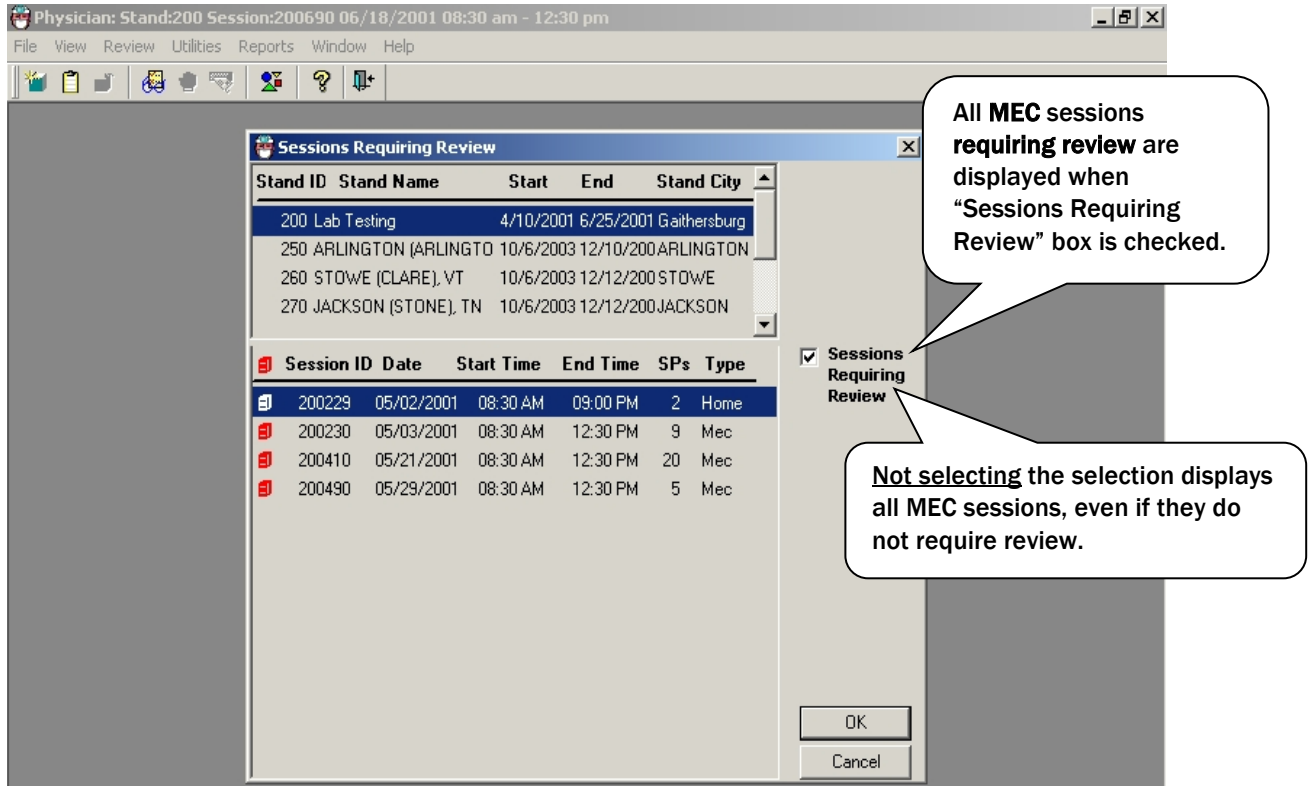 Physician: Stand:200 Session:200690 06/18/2001 08:30 am - 12:30 pm
File View Review Utilities Reports Window Help
Sessions Requiring Review
Stand ID Stand Name Start End Stand City
200 Lab Testing 4/10/2001 6/25/2001 Gaithersburg
250 ARLINGTON (ARLINGTO 10/6/2003 12/10/200 ARLINGTON
260 STOWE (CLARE), VT 10/6/2003 12/12/200 STOWE
270 JACKSON (STONE), TN 10/6/2003 12/12/200 JACKSON
Session ID Date Start Time End Time SPs Type
200229 05/02/2001 08:30 AM 09:00 PM 2 Home
200230 05/03/2001 08:30 AM 12:30 PM 9 Mec
200410 05/21/2001 08:30 AM 12:30 PM 20 Mec
200490 05/29/2001 08:30 AM 12:30 PM 5 Mec
Sessions
Requiring
Review
OK
Cancel
All MEC sessions
requiring review are
displayed when
“Sessions Requiring
Review” box is checked.
Not selecting the selection displays
all MEC sessions, even if they do
not require review.